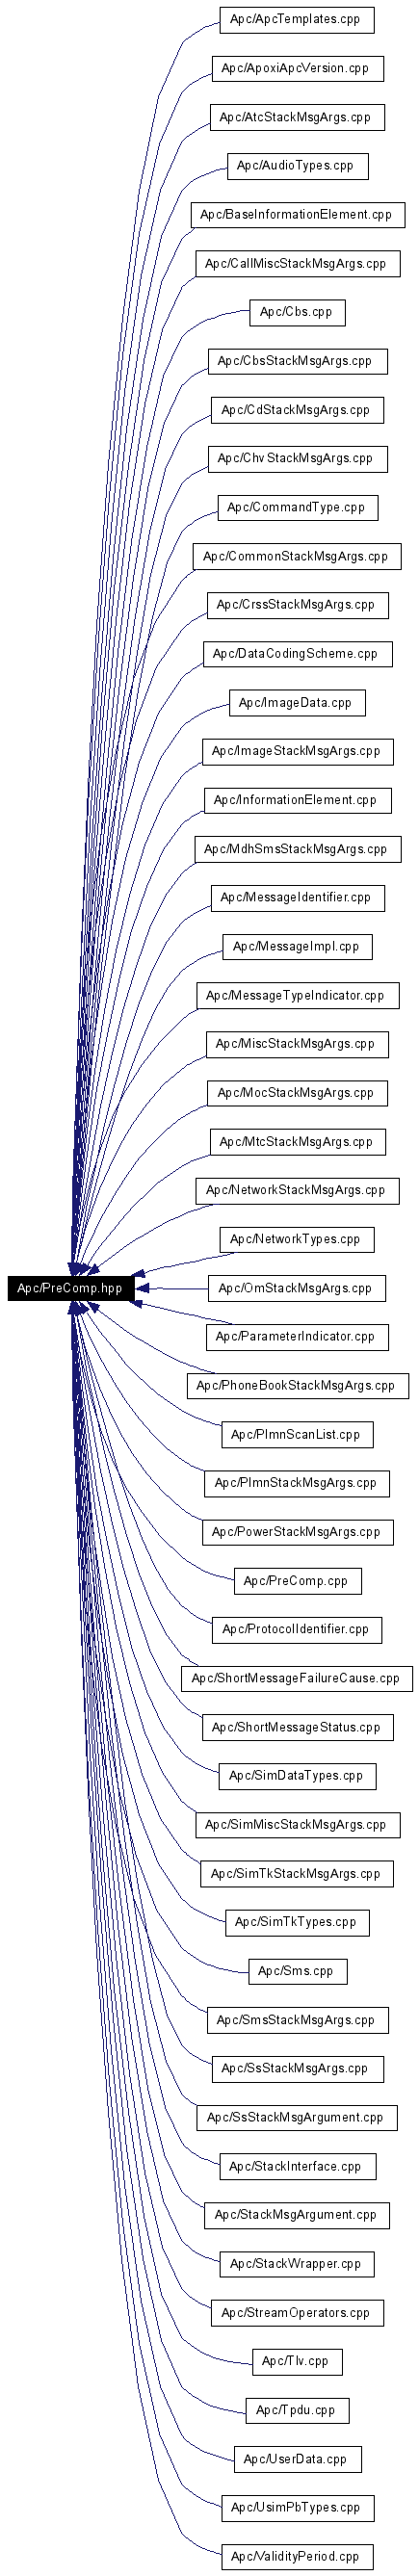 Apc/ApcTemplates.cpp
Apc/ApoxiApcVersion.cpp
Apc/AtcStackMsgArgs.cpp
Apc/AudioTypes.cpp
Apc/BaseInformationElement.cpp
Apc/CallMiscStackMsgArgs.cpp
Apc/Cbs.cpp
Apc/CbsStackMsgArgs.cpp
Apc/CdStackMsgArgs.cpp
Apc/ChvStackMsgArgs.cpp
Apc/CommandType.cpp
Apc/CommonStackMsgArgs.cpp
Apc/CrssStackMsgArgs.cpp
Apc/DataCodingScheme.cpp
Apc/ImageData.cpp
Apc/ImageStackMsgArgs.cpp
Apc/InformationElement.cpp
Apc/MdhSmsStackMsgArgs.cpp
Apc/MessageIdentifier.cpp
Apc/MessageImpl.cpp
Apc/MessageTypeIndicator.cpp
Apc/MiscStackMsgArgs.cpp
Apc/MocStackMsgArgs.cpp
Apc/MtcStackMsgArgs.cpp
Apc/NetworkStackMsgArgs.cpp
Apc/NetworkTypes.cpp
Apc/PreComp.hpp
Apc/OmStackMsgArgs.cpp
Apc/ParameterIndicator.cpp
Apc/PhoneBookStackMsgArgs.cpp
Apc/PlmnScanList.cpp
Apc/PlmnStackMsgArgs.cpp
Apc/PowerStackMsgArgs.cpp
Apc/PreComp.cpp
Apc/ProtocolIdentifier.cpp
Apc/ShortMessageFailureCause.cpp
Apc/ShortMessageStatus.cpp
Apc/SimDataTypes.cpp
Apc/SimMiscStackMsgArgs.cpp
Apc/SimTkStackMsgArgs.cpp
Apc/SimTkTypes.cpp
Apc/Sms.cpp
Apc/SmsStackMsgArgs.cpp
Apc/SsStackMsgArgs.cpp
Apc/SsStackMsgArgument.cpp
Apc/StackInterface.cpp
Apc/StackMsgArgument.cpp
Apc/StackWrapper.cpp
Apc/StreamOperators.cpp
Apc/Tlv.cpp
Apc/Tpdu.cpp
Apc/UserData.cpp
Apc/UsimPbTypes.cpp
Apc/ValidityPeriod.cpp